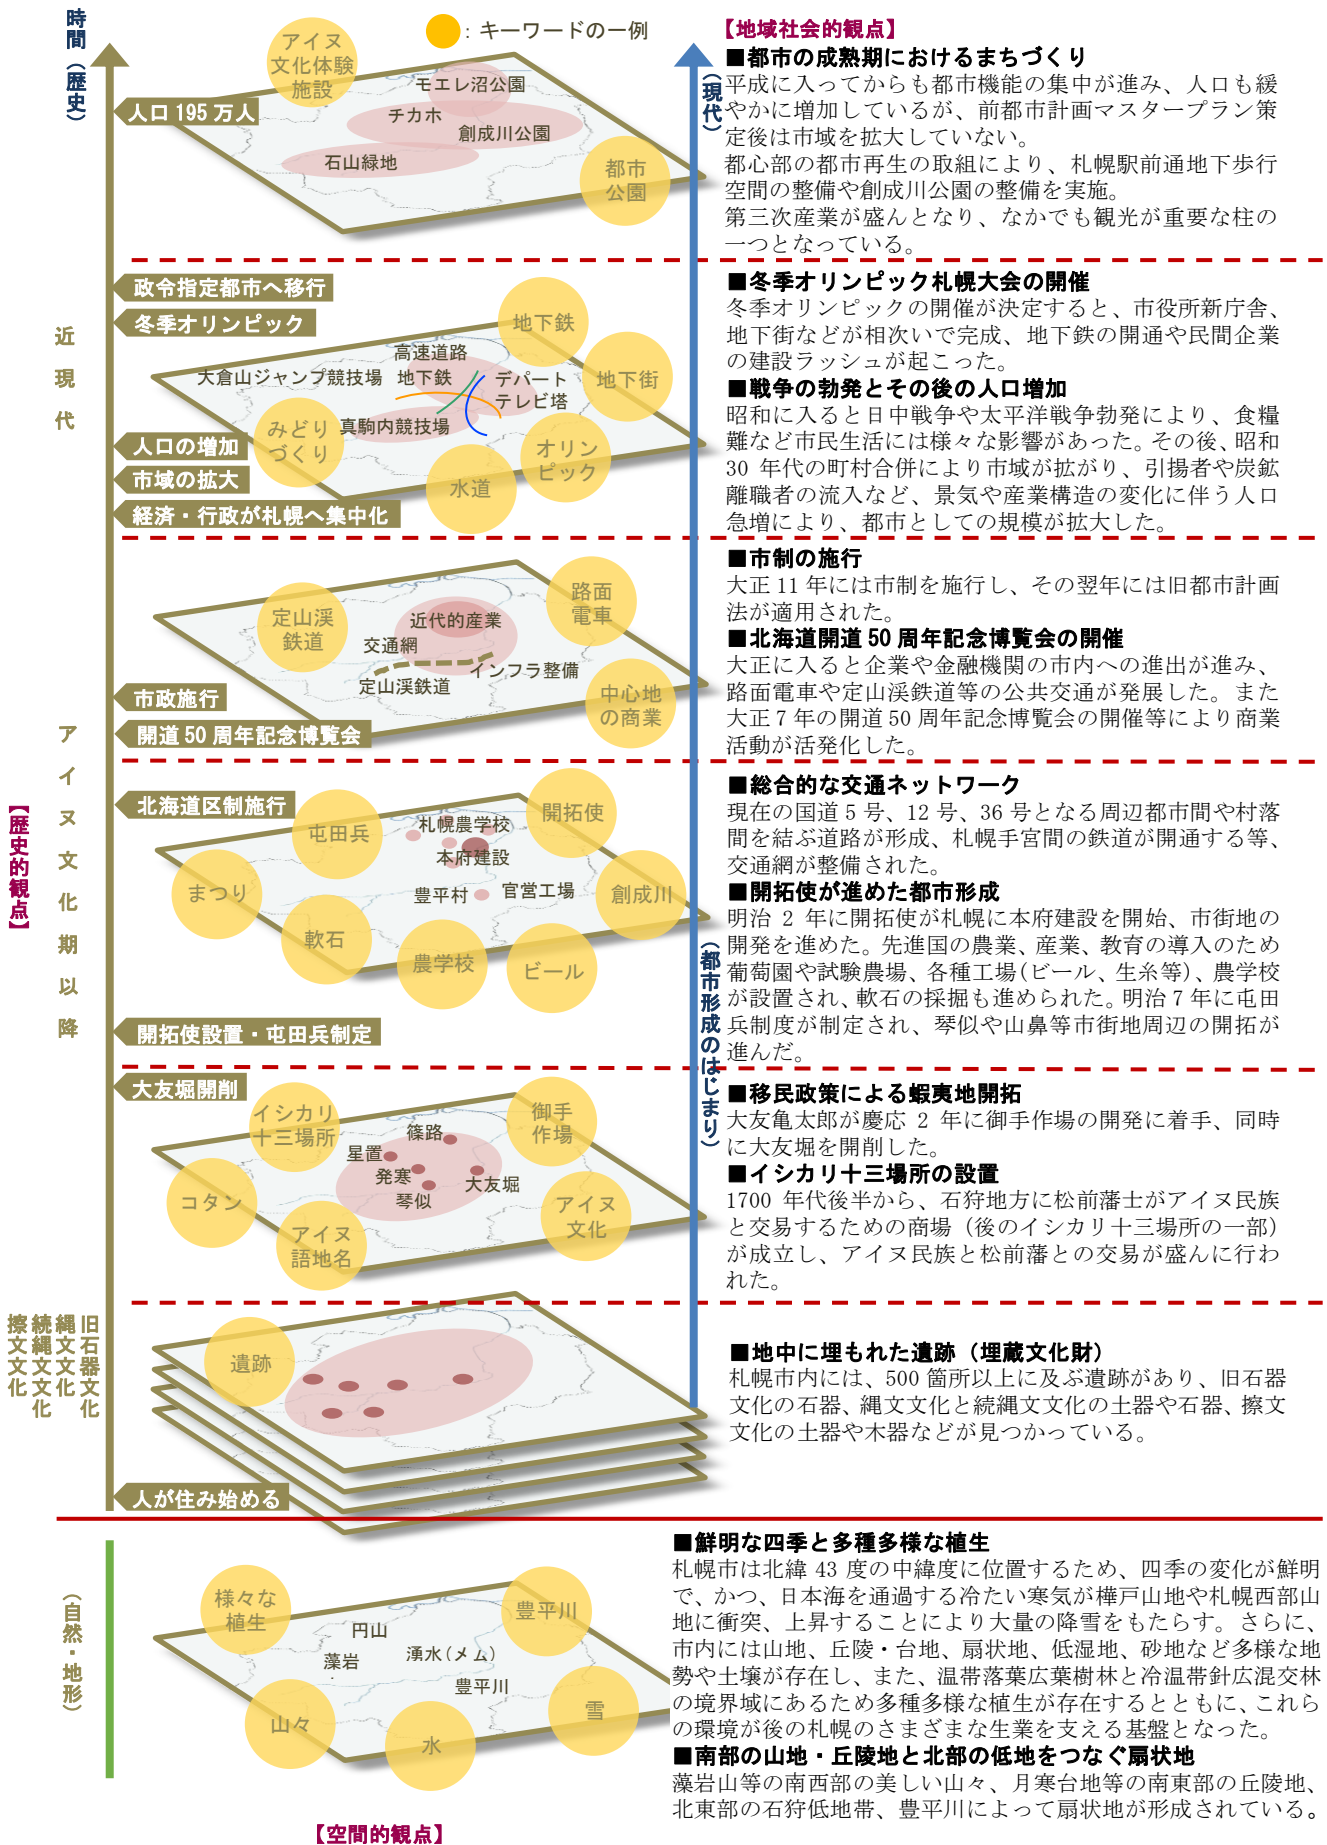 時間（歴史）
：キーワードの一例
アイヌ
文化体験
施設
モエレ沼公園
チカホ
創成川公園
石山緑地
都市
公園
人口 195 万人
（現代）
【地域社会的観点】
■都市の成熟期におけるまちづくり
平成に入ってからも都市機能の集中が進み、人口も緩
やかに増加しているが、前都市計画マスタープラン策
定後は市域を拡大していない。
都心部の都市再生の取組により、札幌駅前通地下歩行
空間の整備や創成川公園の整備を実施。
第三次産業が盛んとなり、なかでも観光が重要な柱の
一つとなっている。
近現代
政令指定都市へ移行
冬季オリンピック
人口の増加
市域の拡大
経済・行政が札幌へ集中化
地下鉄
高速道路
大倉山ジャンプ競技場
地下鉄
デパート
テレビ塔
地下街
みどり
づくり
真駒内競技場
オリン
ピック
水道
■冬季オリンピック札幌大会の開催
冬季オリンピックの開催が決定すると、市役所新庁舎、
地下街などが相次いで完成、地下鉄の開通や民間企業
の建設ラッシュが起こった。
■戦争の勃発とその後の人口増加
昭和に入ると日中戦争や太平洋戦争勃発により、食糧
難など市民生活には様々な影響があった。その後、昭和
30 年代の町村合併により市域が拡がり、引揚者や炭鉱
離職者の流入など、景気や産業構造の変化に伴う人口
急増により、都市としての規模が拡大した。
市政施行
開道 50 周年記念博覧会
定山渓
鉄道
路面
電車
近代的産業
交通網
インフラ整備
定山渓鉄道
中心地
の商業
■市制の施行
大正 11 年には市制を施行し、その翌年には旧都市計画
法が適用された。
■北海道開道 50 周年記念博覧会の開催
大正に入ると企業や金融機関の市内への進出が進み、
路面電車や定山渓鉄道等の公共交通が発展した。また
大正 7 年の開道 50 周年記念博覧会の開催等により商業
活動が活発化した。
【歴史的観点】
アイヌ文化期以降
北海道区制施行
開拓使設置・屯田兵制定
屯田兵
札幌農学校
開拓使
本府建設
まつり
豊平村
官営工場
創成川
軟石
農学校
ビール
（都市形成のはじまり）
■総合的な交通ネットワーク
現在の国道 5 号、12 号、36 号となる周辺都市間や村落
間を結ぶ道路が形成、札幌手宮間の鉄道が開通する等、
交通網が整備された。
■開拓使が進めた都市形成
明治 2 年に開拓使が札幌に本府建設を開始、市街地の
開発を進めた。先進国の農業、産業、教育の導入のため
葡萄園や試験農場、各種工場(ビール、生糸等)、農学校
が設置され、軟石の採掘も進められた。明治 7 年に屯田
兵制度が制定され、琴似や山鼻等市街地周辺の開拓が
進んだ。
大友堀開削
イシカリ
十三場所
御手
作場
篠路
星置
発寒
大友堀
琴似
コタン
アイヌ
語地名
アイヌ
文化
■移民政策による蝦夷地開拓
大友亀太郎が慶応 2 年に御手作場の開発に着手、同時
に大友堀を開削した。
■イシカリ十三場所の設置
1700 年代後半から、石狩地方に松前藩士がアイヌ民族
と交易するための商場（後のイシカリ十三場所の一部）
が成立し、アイヌ民族と松前藩との交易が盛んに行わ
れた。
旧石器文化
縄文文化
続縄文文化
擦文文化
遺跡
人が住み始める
■地中に埋もれた遺跡（埋蔵文化財）
札幌市内には、500 箇所以上に及ぶ遺跡があり、旧石器
文化の石器、縄文文化と続縄文文化の土器や石器、擦文
文化の土器や木器などが見つかっている。
（自然・地形）
様々な
植生
豊平川
円山
藻岩
湧水(メム)
豊平川
山々
水
雪
■鮮明な四季と多種多様な植生
札幌市は北緯 43 度の中緯度に位置するため、四季の変化が鮮明
で、かつ、日本海を通過する冷たい寒気が樺戸山地や札幌西部山
地に衝突、上昇することにより大量の降雪をもたらす。さらに、
市内には山地、丘陵・台地、扇状地、低湿地、砂地など多様な地
勢や土壌が存在し、また、温帯落葉広葉樹林と冷温帯針広混交林
の境界域にあるため多種多様な植生が存在するとともに、これら
の環境が後の札幌のさまざまな生業を支える基盤となった。
■南部の山地・丘陵地と北部の低地をつなぐ扇状地
藻岩山等の南西部の美しい山々、月寒台地等の南東部の丘陵地、
北東部の石狩低地帯、豊平川によって扇状地が形成されている。
【空間的観点】